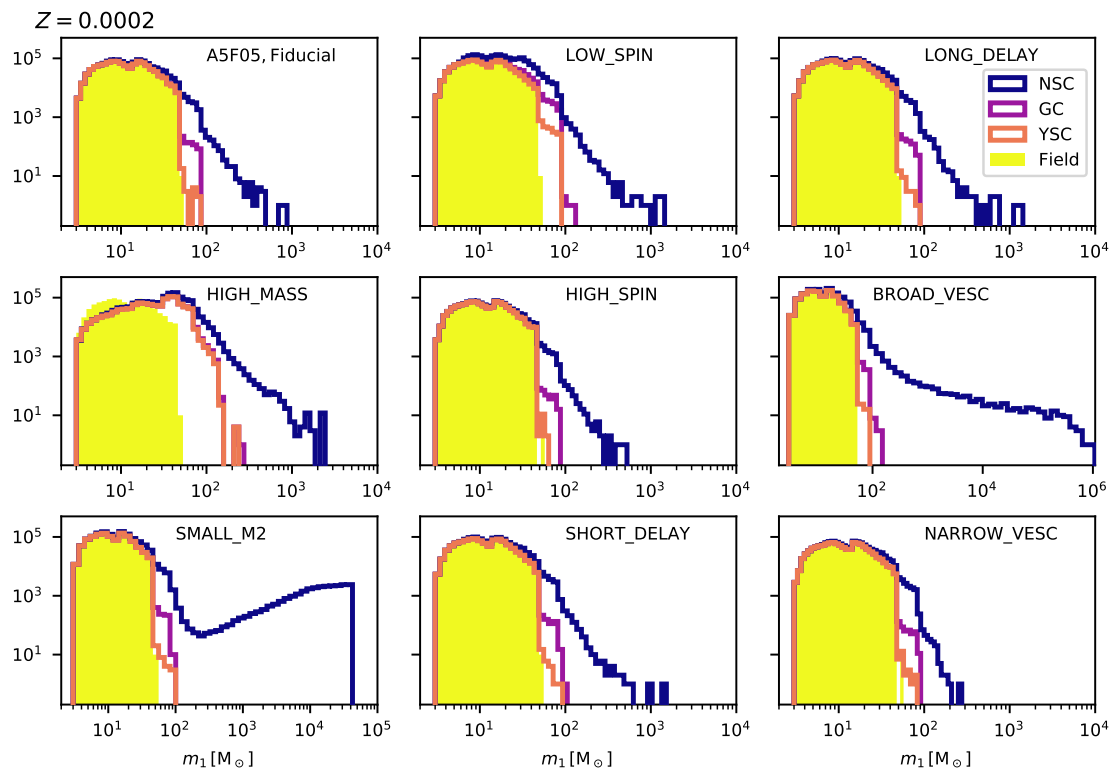 Z = 0.0002
A5F05, Fiducial
LOW_SPIN
LONG_DELAY
NSC
GC
YSC
Field
10^5
10^3
10^1
10^1 10^2 10^3 10^4
10^1 10^2 10^3 10^4
10^1 10^2 10^3 10^4
HIGH_MASS
HIGH_SPIN
BROAD_VESC
10^5
10^3
10^1
10^1 10^2 10^3 10^4
10^1 10^2 10^3 10^4
10^2 10^4 10^6
SMALL_M2
SHORT_DELAY
NARROW_VESC
10^5
10^3
10^1
10^1 10^2 10^3 10^4 10^5
10^1 10^2 10^3 10^4
10^1 10^2 10^3 10^4
m₁ [M☉]
m₁ [M☉]
m₁ [M☉]